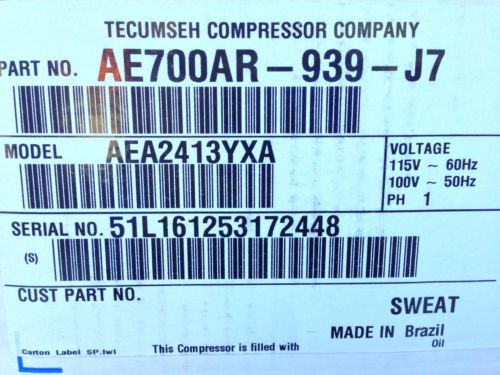 TECUMSEH COMPRESSOR COMPANY
PART NO. AE700AR-939-J7
MODEL AEA2413YXA
VOLTAGE
115V ~ 60Hz
100V ~ 50Hz
PH 1
SERIAL NO. 51L161253172448
(S)
CUST PART NO.
SWEAT
MADE IN Brazil
Oil
Carton Label SP.lwl This Compressor is filled with